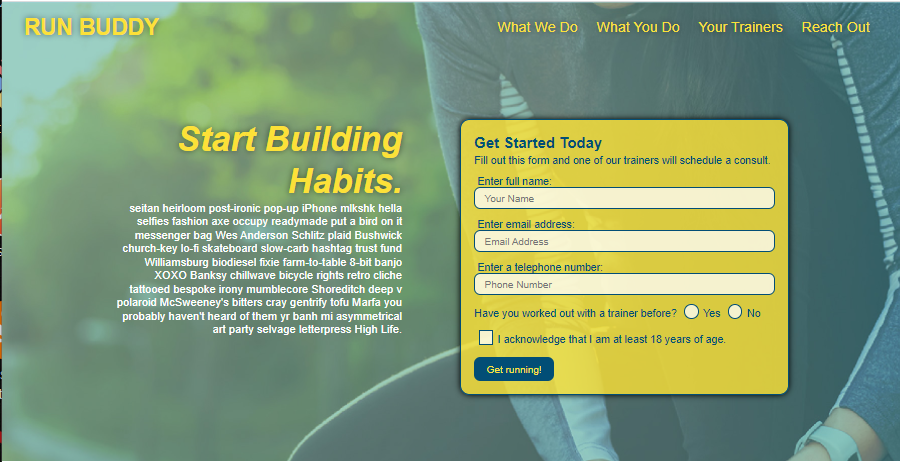 RUN BUDDY
What We Do What You Do Your Trainers Reach Out
Start Building
Habits.
seitan heirloom post-ironic pop-up iPhone mlkshk hella
selfies fashion axe occupy readymade put a bird on it
messenger bag Wes Anderson Schlitz plaid Bushwick
church-key lo-fi skateboard slow-carb hashtag trust fund
Williamsburg biodiesel fixie farm-to-table 8-bit banjo
XOXO Banksy chillwave bicycle rights retro cliche
tattooed bespoke irony mumblecore Shoreditch deep v
polaroid McSweeney's bitters cray gentrify tofu Marfa you
probably haven't heard of them yr banh mi asymmetrical
art party selvage letterpress High Life.
Get Started Today
Fill out this form and one of our trainers will schedule a consult.
Enter full name:
Your Name
Enter email address:
Email Address
Enter a telephone number:
Phone Number
Have you worked out with a trainer before? Yes No
I acknowledge that I am at least 18 years of age.
Get running!